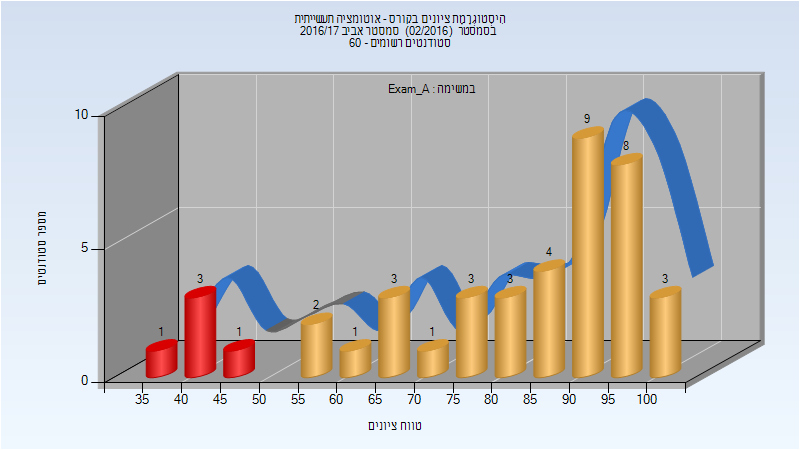 היסטוגרמת ציונים בקורס - אוטומציה תעשייתית
בסמסטר (02/2016) סמסטר אביב 2016/17
סטודנטים רשומים - 60
במשימה : Exam_A
מספר סטודנטים
10
5
0
1
3
1
2
1
3
1
3
3
4
9
8
3
35 40 45 50 55 60 65 70 75 80 85 90 95 100
טווח ציונים